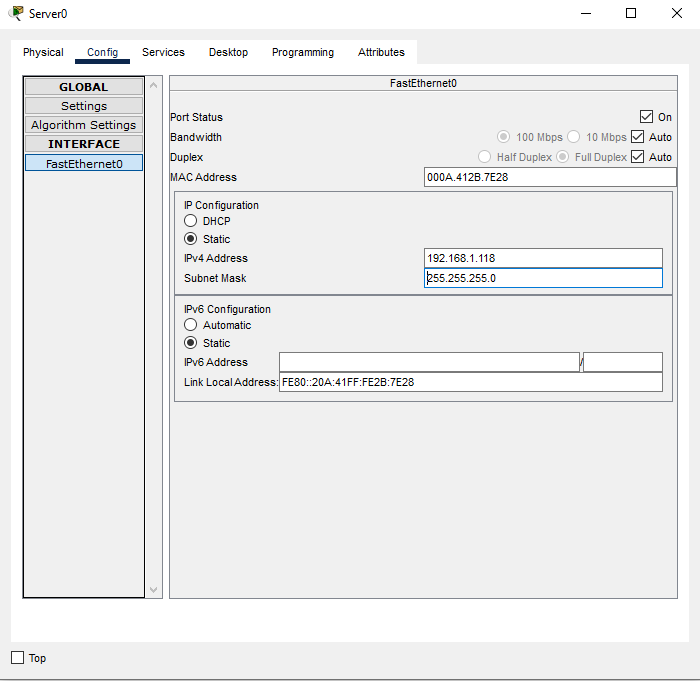 Server0
Physical Config Services Desktop Programming Attributes
GLOBAL
Settings
Algorithm Settings
INTERFACE
FastEthernet0
FastEthernet0
Port Status On
Bandwidth 100 Mbps 10 Mbps Auto
Duplex Half Duplex Full Duplex Auto
MAC Address 000A.412B.7E28
IP Configuration
DHCP
Static
IPv4 Address 192.168.1.118
Subnet Mask 255.255.255.0
IPv6 Configuration
Automatic
Static
IPv6 Address /
Link Local Address: FE80::20A:41FF:FE2B:7E28
Top